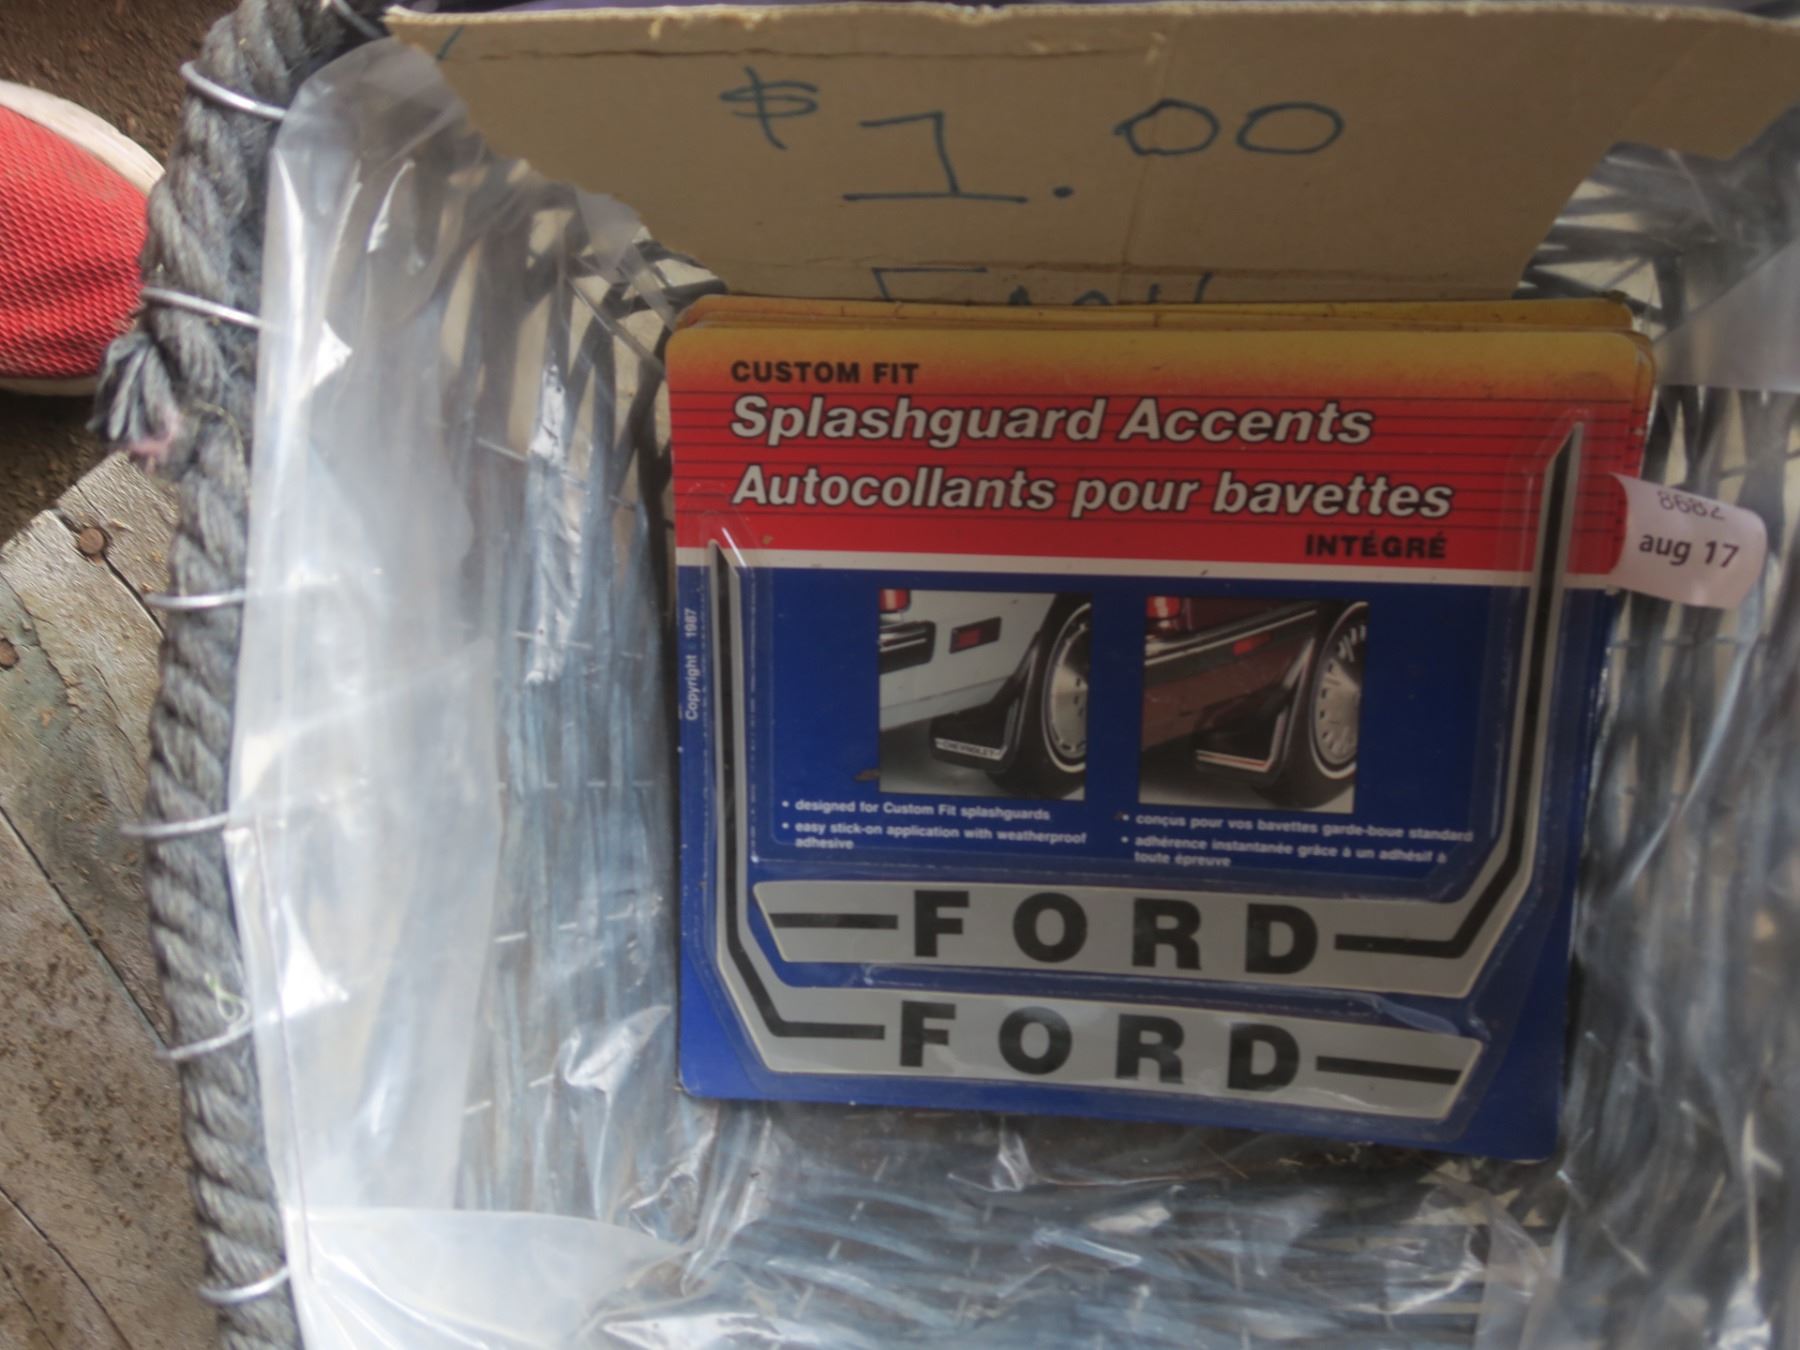 $1.00
CUSTOM FIT
Splashguard Accents
Autocollants pour bavettes
INTÉGRÉ
8682
aug 17
Copyright 1987
CHEVROLET
• designed for Custom Fit splashguards
• easy stick-on application with weatherproof
adhesive
• conçus pour vos bavettes garde-boue standard
• adhérence instantanée grâce à un adhésif à
toute épreuve
FORD
FORD